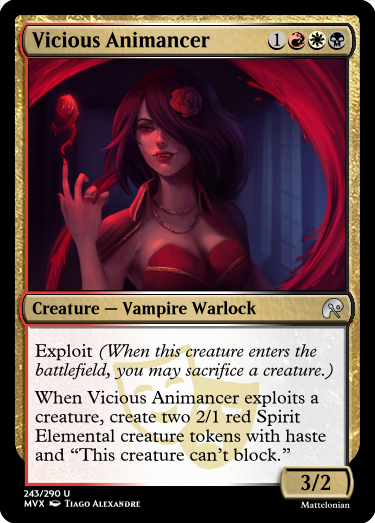 Vicious Animancer 1
Creature — Vampire Warlock
Exploit (When this creature enters the
battlefield, you may sacrifice a creature.)
When Vicious Animancer exploits a
creature, create two 2/1 red Spirit
Elemental creature tokens with haste
and “This creature can’t block.”
3/2
243/290 U
MVX Tiago Alexandre
Mattelonian